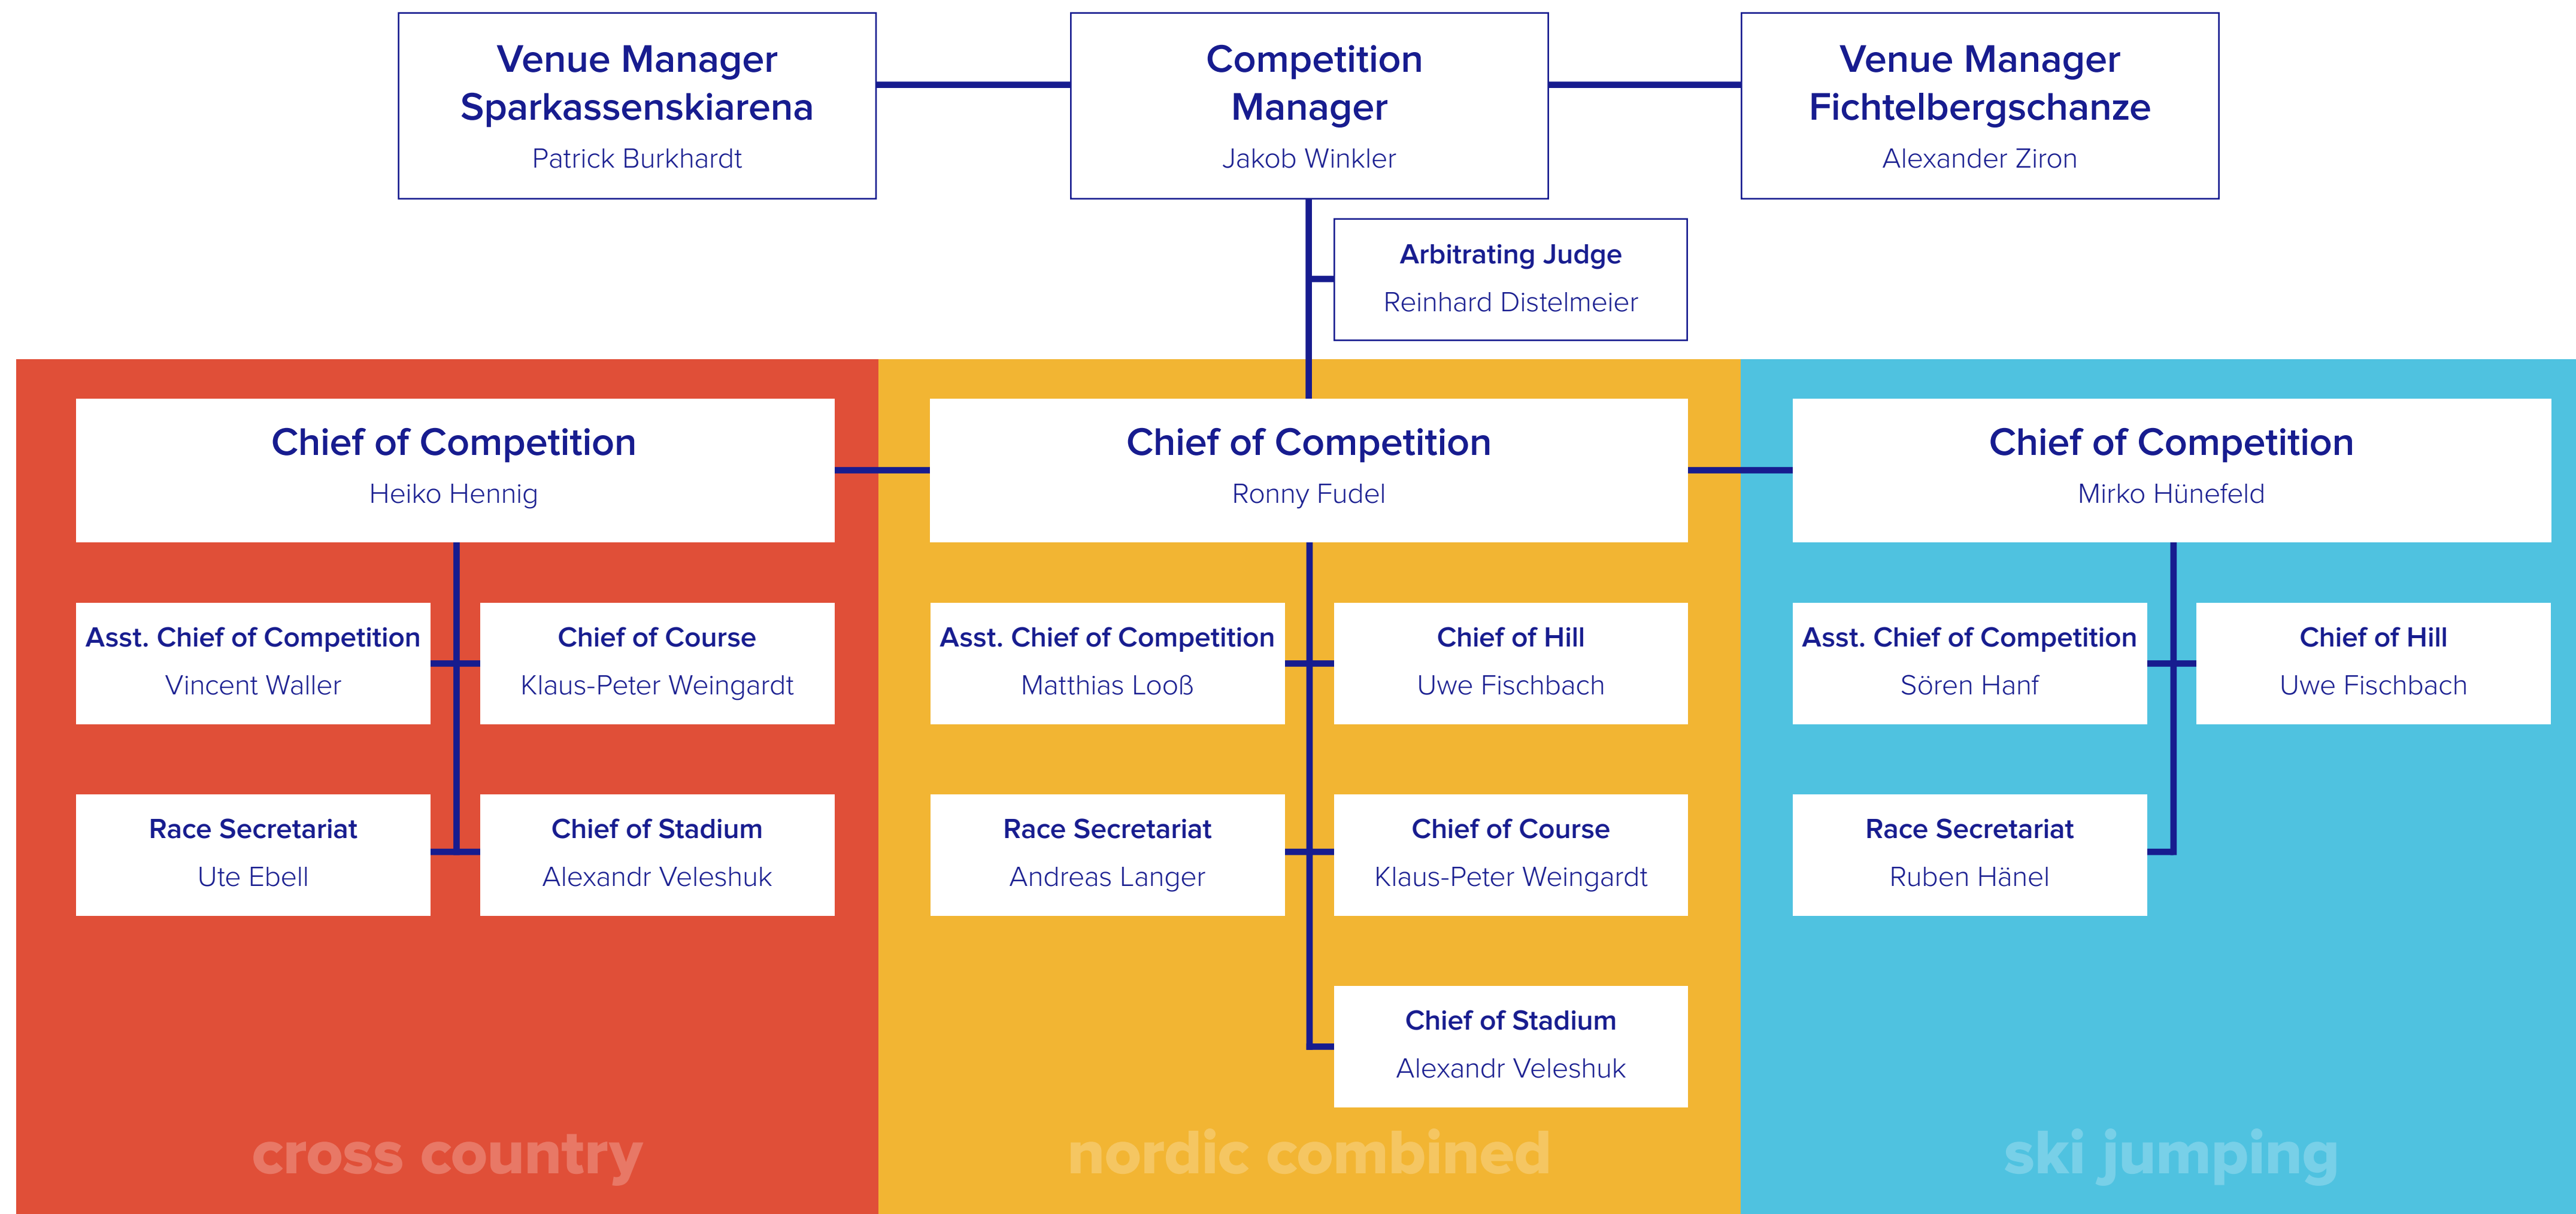 Venue Manager
Sparkassenskiarena
Patrick Burkhardt
Competition
Manager
Jakob Winkler
Venue Manager
Fichtelbergschanze
Alexander Ziron
Arbitrating Judge
Reinhard Distelmeier
Chief of Competition
Heiko Hennig
Chief of Competition
Ronny Fudel
Chief of Competition
Mirko Hünefeld
Asst. Chief of Competition
Vincent Waller
Chief of Course
Klaus-Peter Weingardt
Asst. Chief of Competition
Matthias Looß
Chief of Hill
Uwe Fischbach
Asst. Chief of Competition
Sören Hanf
Chief of Hill
Uwe Fischbach
Race Secretariat
Ute Ebell
Chief of Stadium
Alexandr Veleshuk
Race Secretariat
Andreas Langer
Chief of Course
Klaus-Peter Weingardt
Race Secretariat
Ruben Hänel
Chief of Stadium
Alexandr Veleshuk
cross country
nordic combined
ski jumping